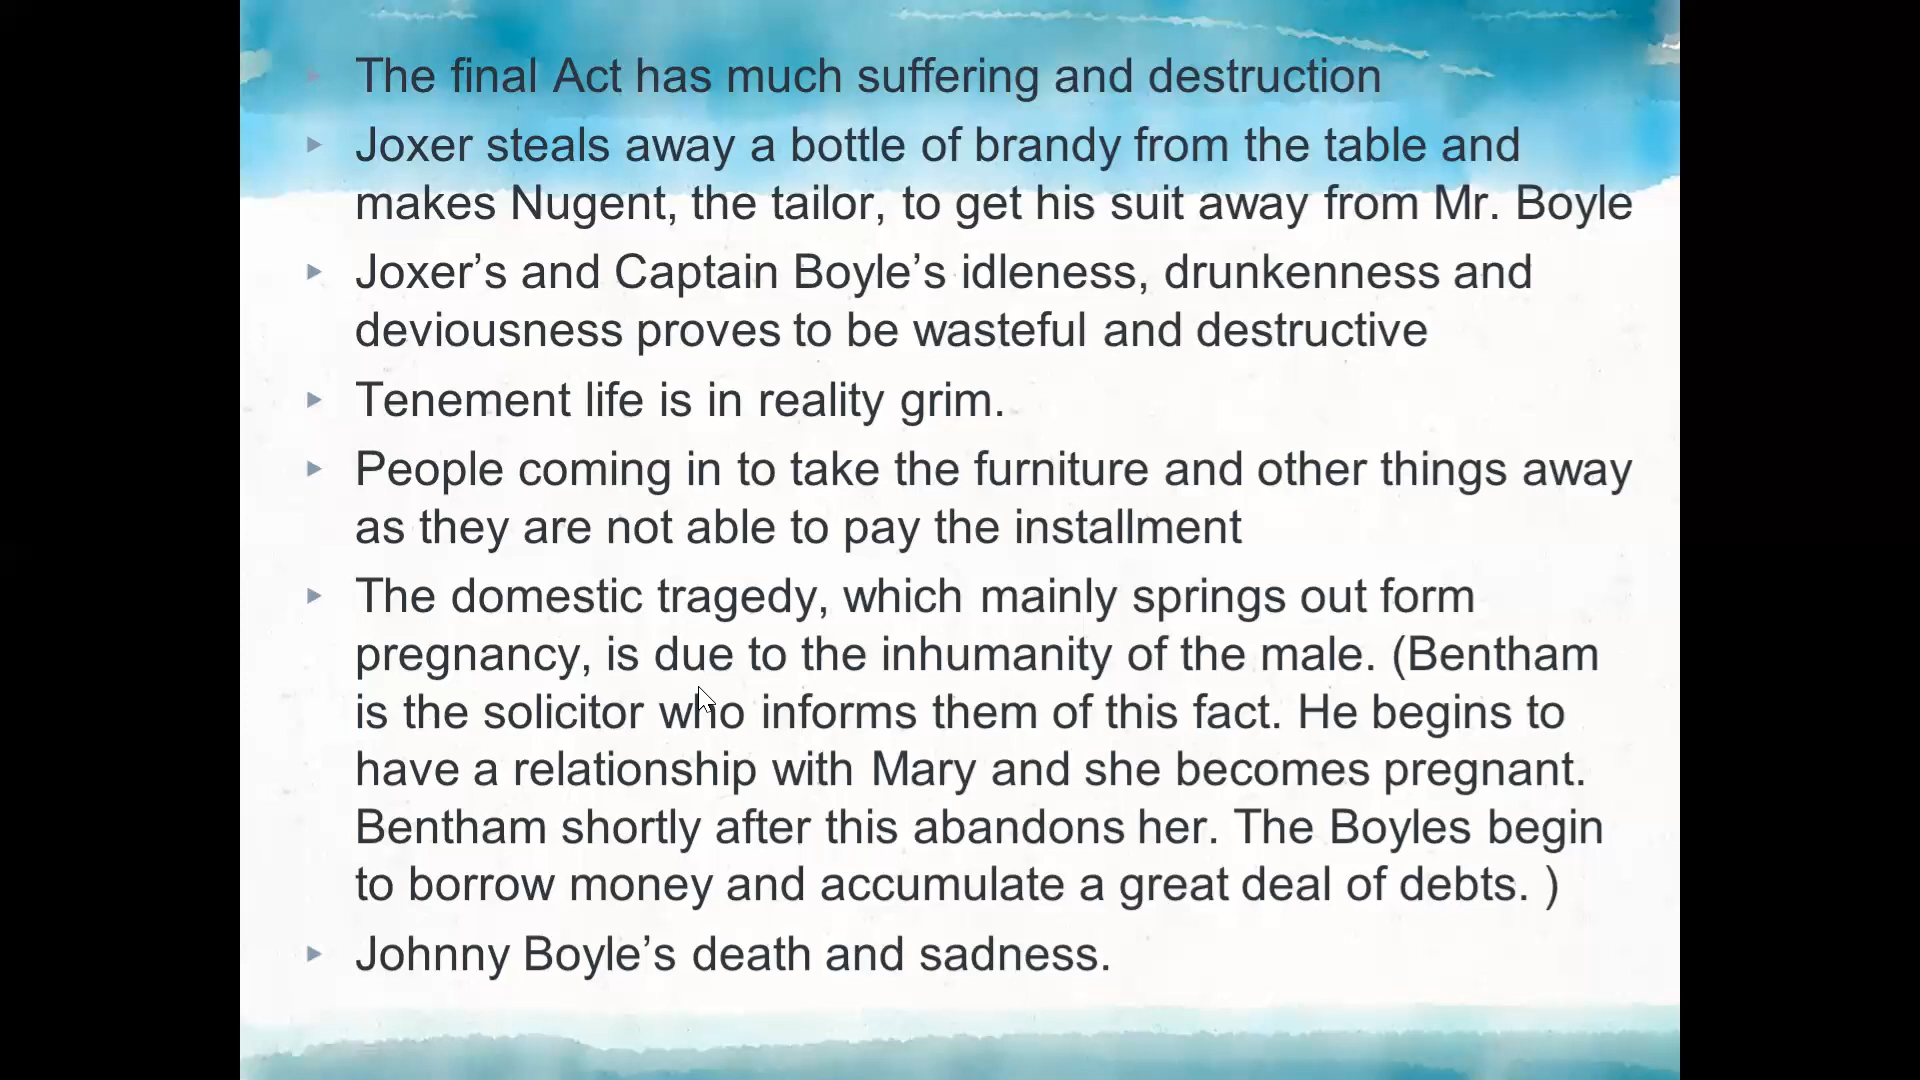 The final Act has much suffering and destruction
Joxer steals away a bottle of brandy from the table and
makes Nugent, the tailor, to get his suit away from Mr. Boyle
Joxer’s and Captain Boyle’s idleness, drunkenness and
deviousness proves to be wasteful and destructive
Tenement life is in reality grim.
People coming in to take the furniture and other things away
as they are not able to pay the installment
The domestic tragedy, which mainly springs out form
pregnancy, is due to the inhumanity of the male. (Bentham
is the solicitor who informs them of this fact. He begins to
have a relationship with Mary and she becomes pregnant.
Bentham shortly after this abandons her. The Boyles begin
to borrow money and accumulate a great deal of debts. )
Johnny Boyle’s death and sadness.